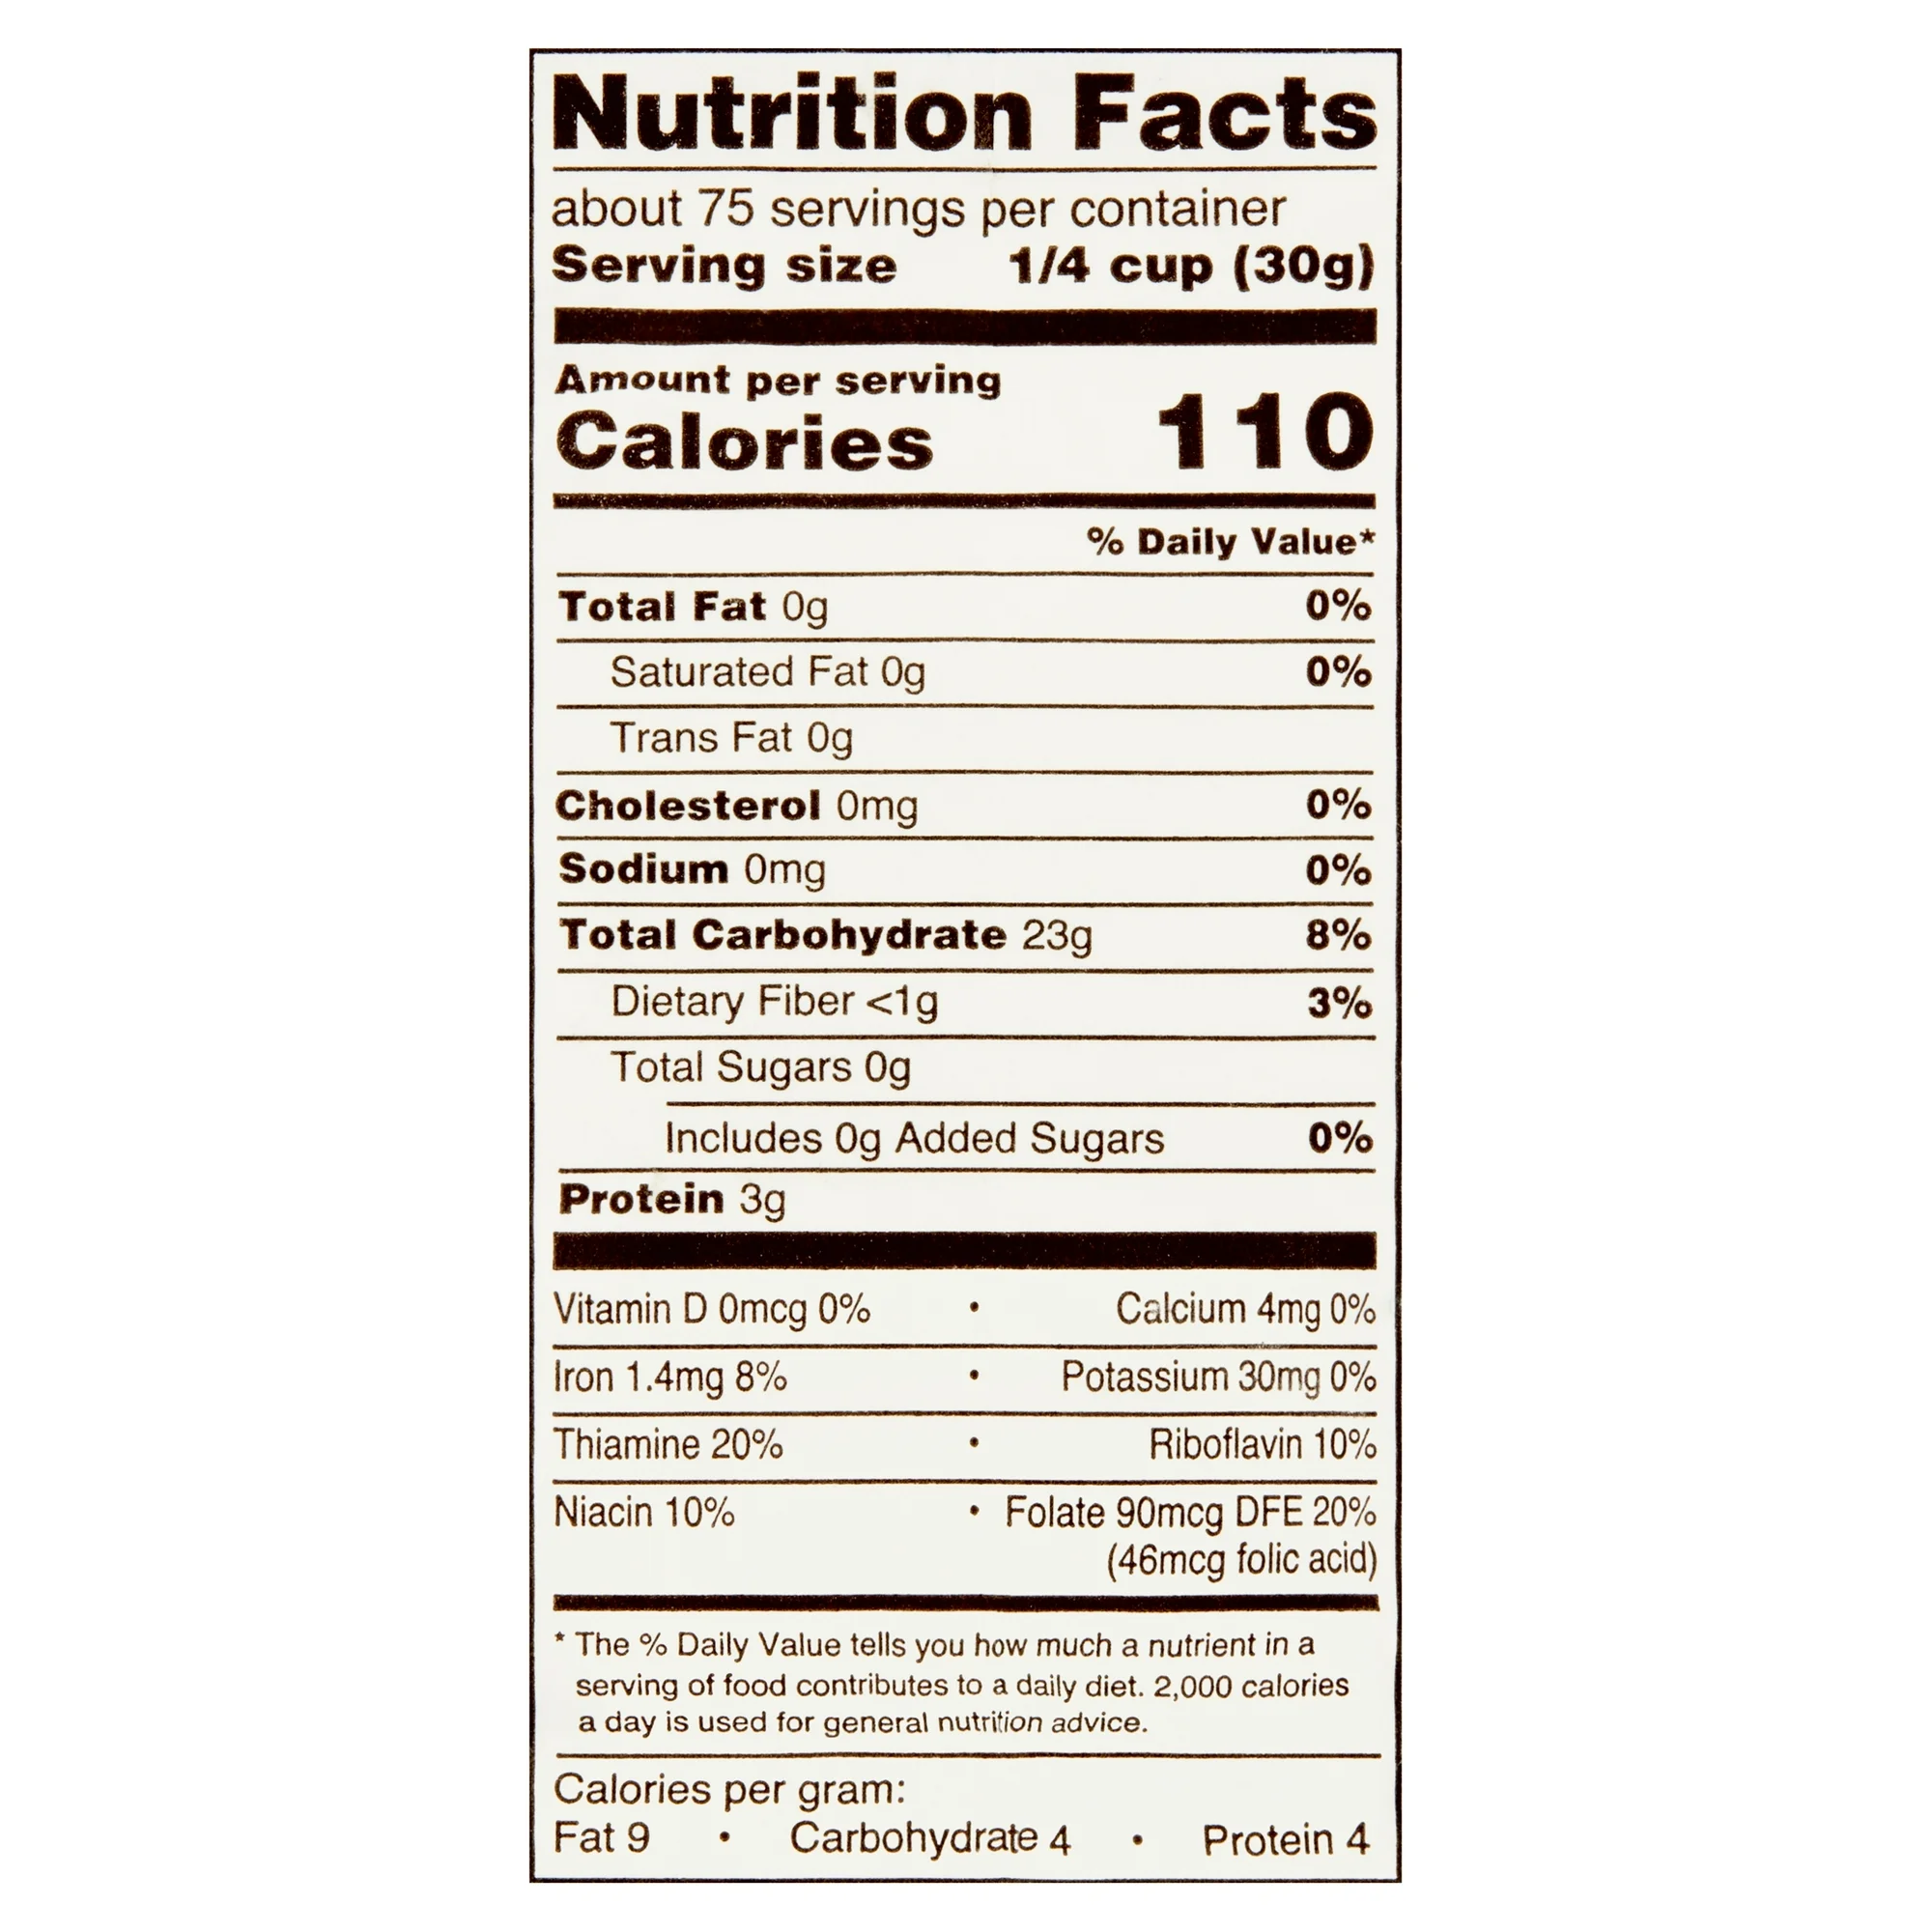 Nutrition Facts
about 75 servings per container
Serving size 1/4 cup (30g)
Amount per serving
Calories 110
% Daily Value*
Total Fat 0g 0%
Saturated Fat 0g 0%
Trans Fat 0g
Cholesterol 0mg 0%
Sodium 0mg 0%
Total Carbohydrate 23g 8%
Dietary Fiber <1g 3%
Total Sugars 0g
Includes 0g Added Sugars 0%
Protein 3g
Vitamin D 0mcg 0% • Calcium 4mg 0%
Iron 1.4mg 8% • Potassium 30mg 0%
Thiamine 20% • Riboflavin 10%
Niacin 10% • Folate 90mcg DFE 20%
(46mcg folic acid)
* The % Daily Value tells you how much a nutrient in a
serving of food contributes to a daily diet. 2,000 calories
a day is used for general nutrition advice.
Calories per gram:
Fat 9 • Carbohydrate 4 • Protein 4